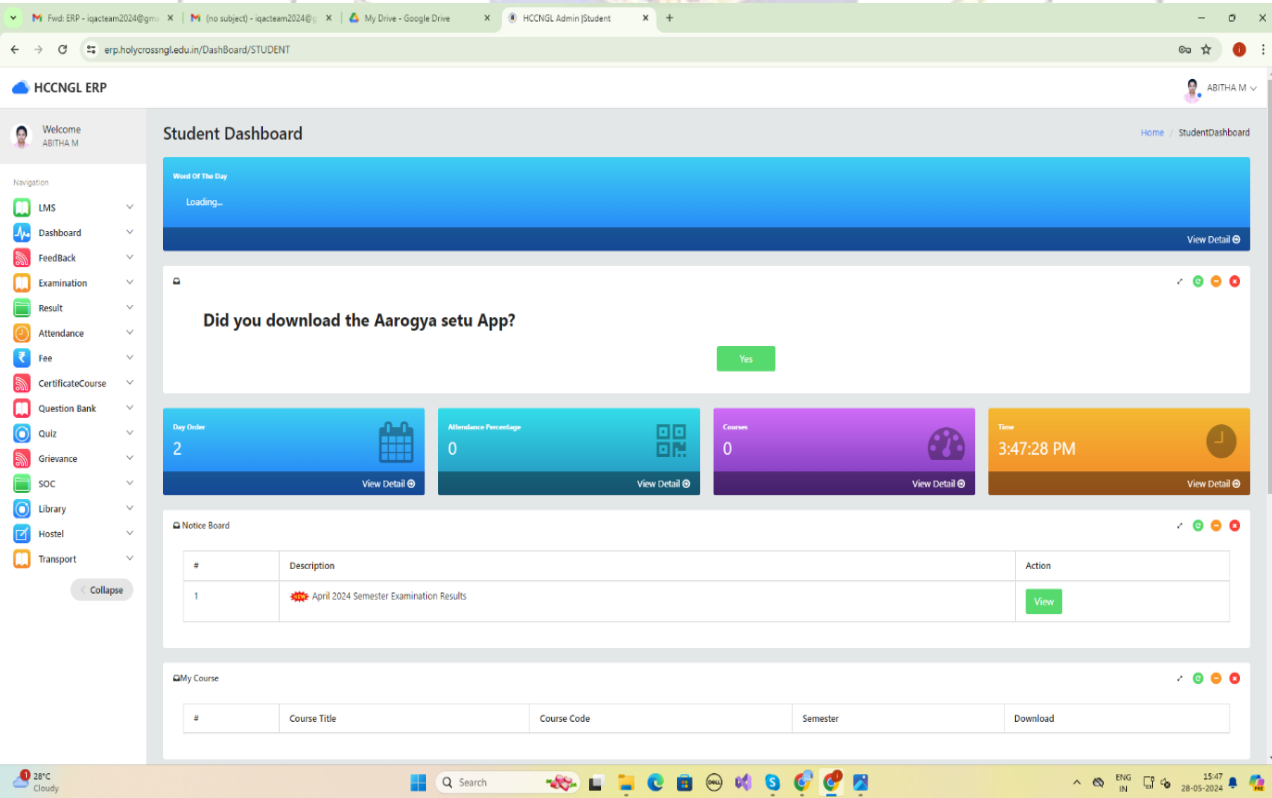 Fwd: ERP - iqacteam2024@gm
(no subject) - iqacteam2024@g
My Drive - Google Drive
HCCNGL Admin |Student
erp.holycrossngl.edu.in/DashBoard/STUDENT
HCCNGL ERP
ABITHA M
Welcome
ABITHA M
Student Dashboard
Home / StudentDashboard
Navigation
LMS
Dashboard
FeedBack
Examination
Result
Attendance
Fee
CertificateCourse
Question Bank
Quiz
Grievance
SOC
Library
Hostel
Transport
Collapse
Word Of The Day
Loading...
View Detail
Did you download the Aarogya setu App?
Yes
Day Order
2
View Detail
Attendance Percentage
0
View Detail
Courses
0
View Detail
Time
3:47:28 PM
View Detail
Notice Board
# Description Action
1 NEW April 2024 Semester Examination Results View
My Course
# Course Title Course Code Semester Download
28°C
Cloudy
Search
ENG
IN
15:47
28-05-2024